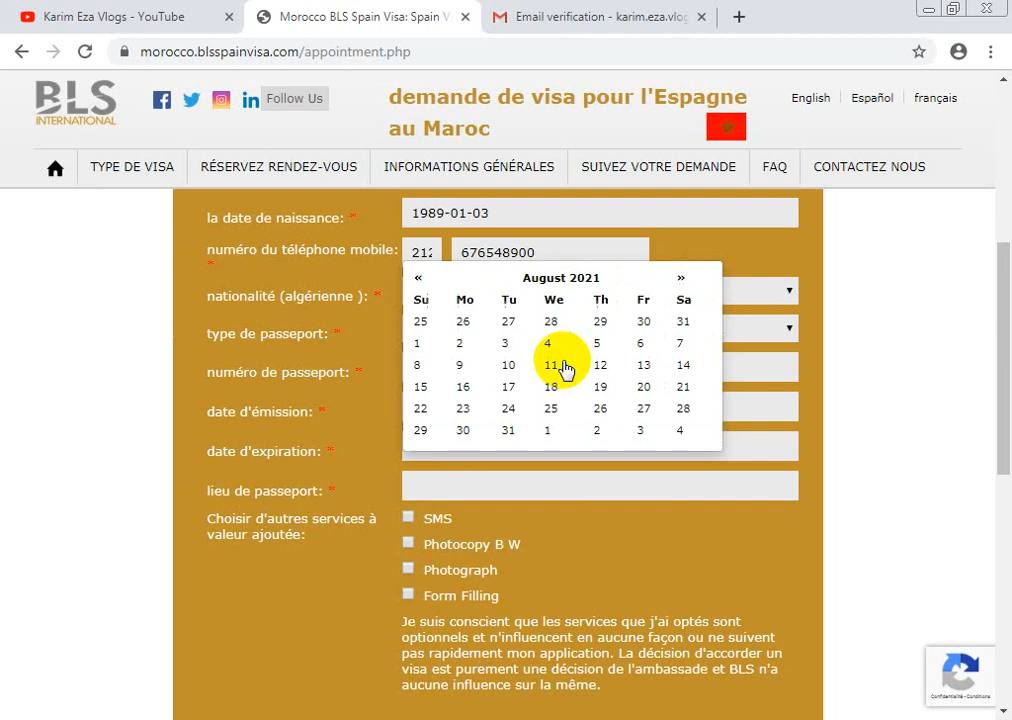 Karim Eza Vlogs - YouTube
Morocco BLS Spain Visa: Spain V
Email verification - karim.eza.vlog
morocco.blsspainvisa.com/appointment.php
BLS
INTERNATIONAL
Follow Us
demande de visa pour l'Espagne
au Maroc
English Español français
TYPE DE VISA RÉSERVEZ RENDEZ-VOUS INFORMATIONS GÉNÉRALES SUIVEZ VOTRE DEMANDE FAQ CONTACTEZ NOUS
la date de naissance: * 1989-01-03
numéro du téléphone mobile: * 212 676548900
nationalité (algérienne ): *
type de passeport: *
numéro de passeport: *
date d'émission: *
date d'expiration: *
lieu de passeport: *
« August 2021 »
Su Mo Tu We Th Fr Sa
25 26 27 28 29 30 31
1 2 3 4 5 6 7
8 9 10 11 12 13 14
15 16 17 18 19 20 21
22 23 24 25 26 27 28
29 30 31 1 2 3 4
Choisir d'autres services à
valeur ajoutée:
SMS
Photocopy B W
Photograph
Form Filling
Je suis conscient que les services que j'ai optés sont
optionnels et n'influencent en aucune façon ou ne suivent
pas rapidement mon application. La décision d'accorder un
visa est purement une décision de l'ambassade et BLS n'a
aucune influence sur la même.
Confidentialité - Conditions